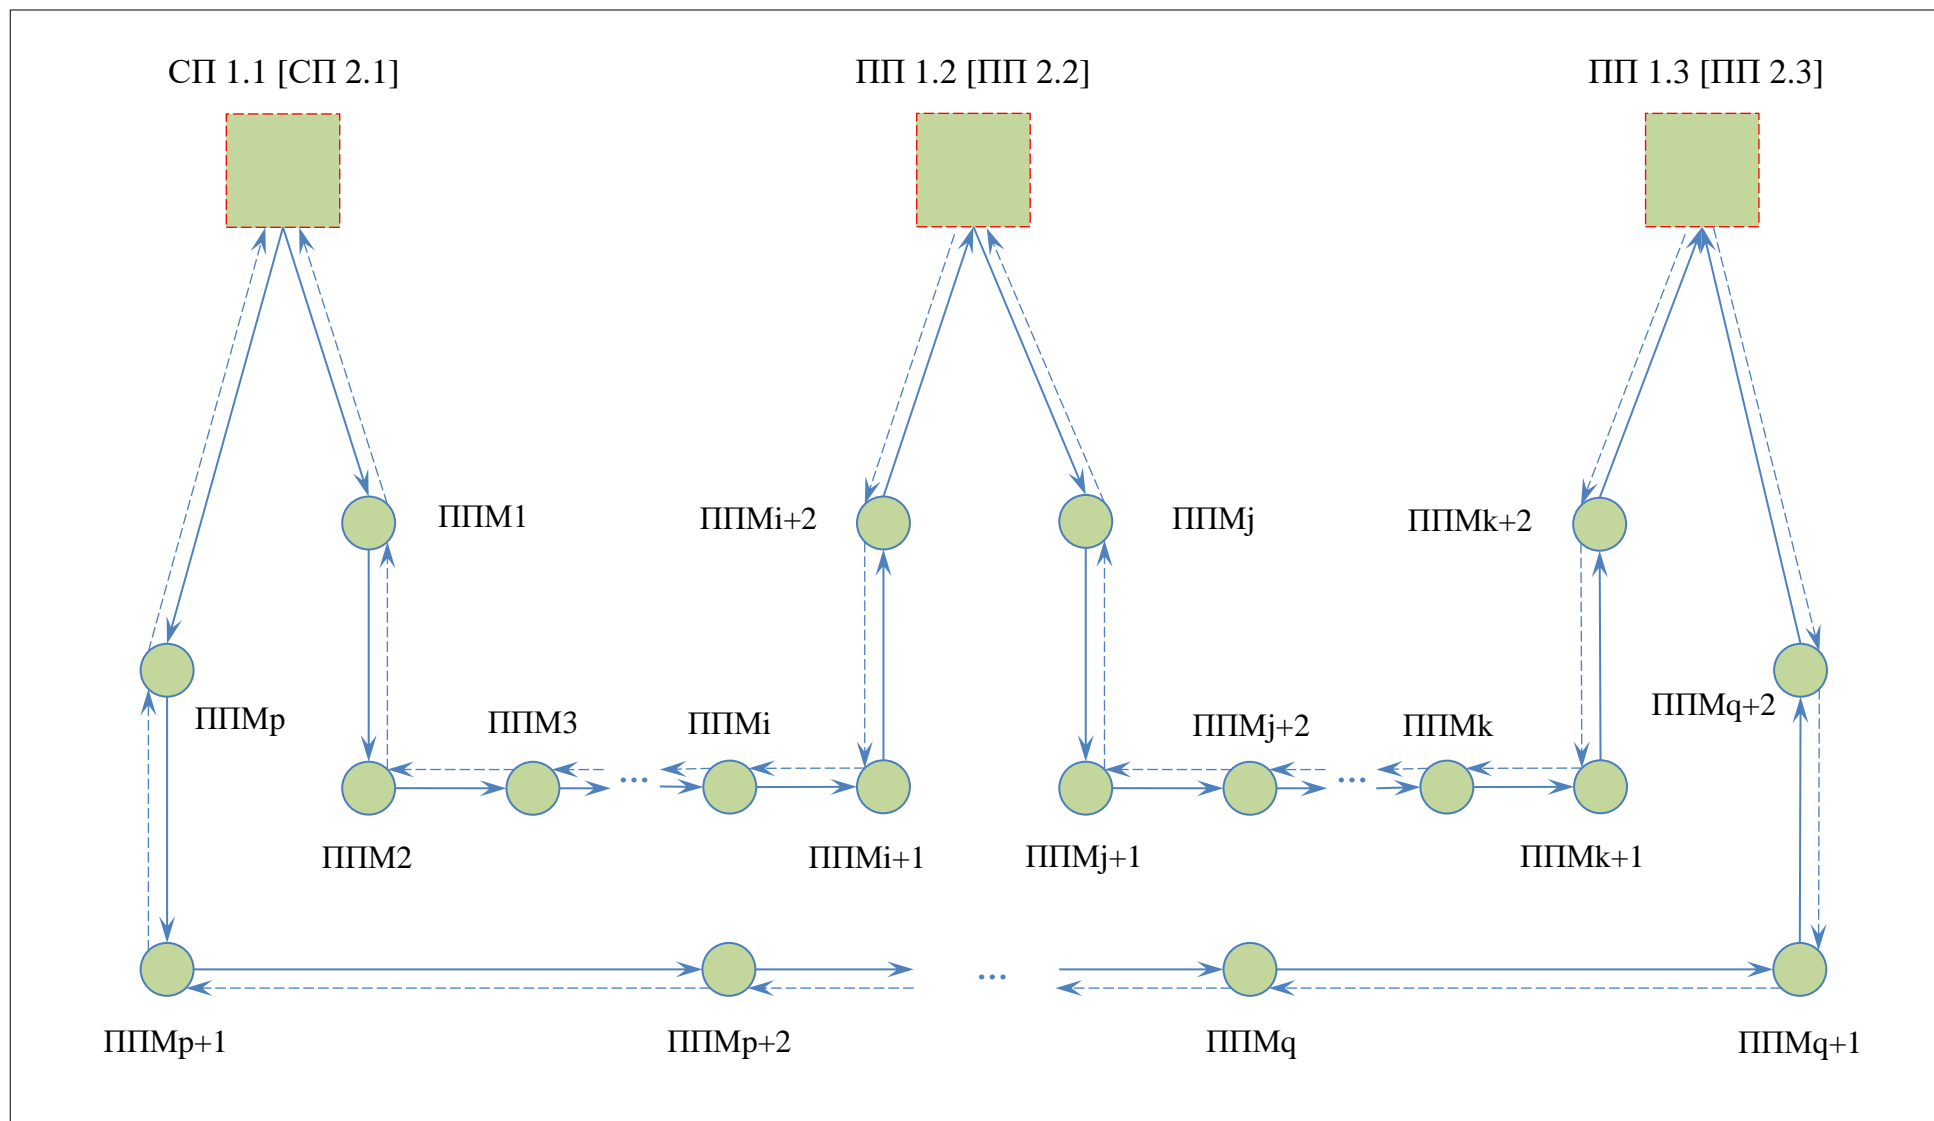 СП 1.1 [СП 2.1]
ПП 1.2 [ПП 2.2]
ПП 1.3 [ПП 2.3]
ППМ1
ППМi+2
ППМj
ППМk+2
ППМp
ППМ3
ППМi
ППМj+2
ППМk
ППМq+2
...
...
ППМ2
ППМi+1
ППМj+1
ППМk+1
...
ППМp+1
ППМp+2
ППМq
ППМq+1